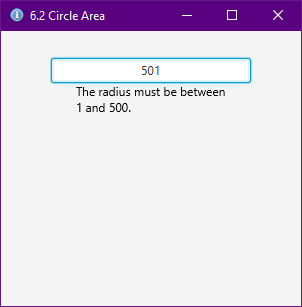 6.2 Circle Area
501
The radius must be between
1 and 500.